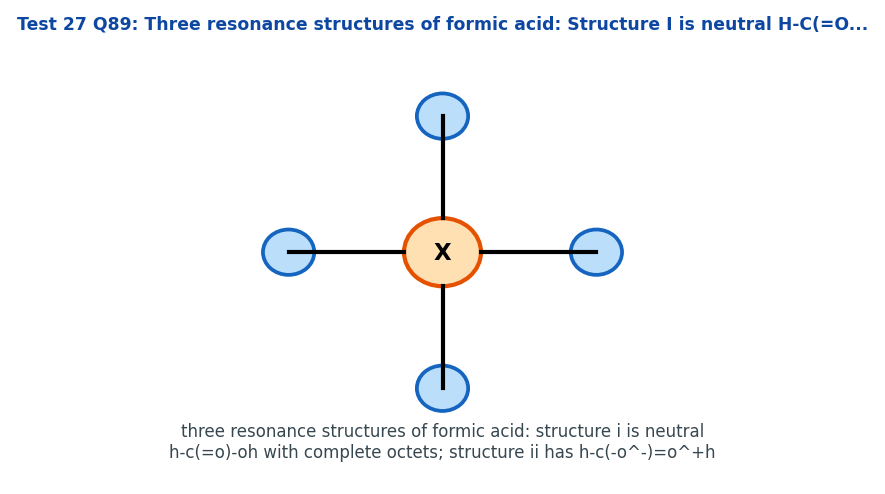 Test 27 Q89: Three resonance structures of formic acid: Structure I is neutral H-C(=O...
X
three resonance structures of formic acid: structure i is neutral
h-c(=o)-oh with complete octets; structure ii has h-c(-o^-)=o^+h